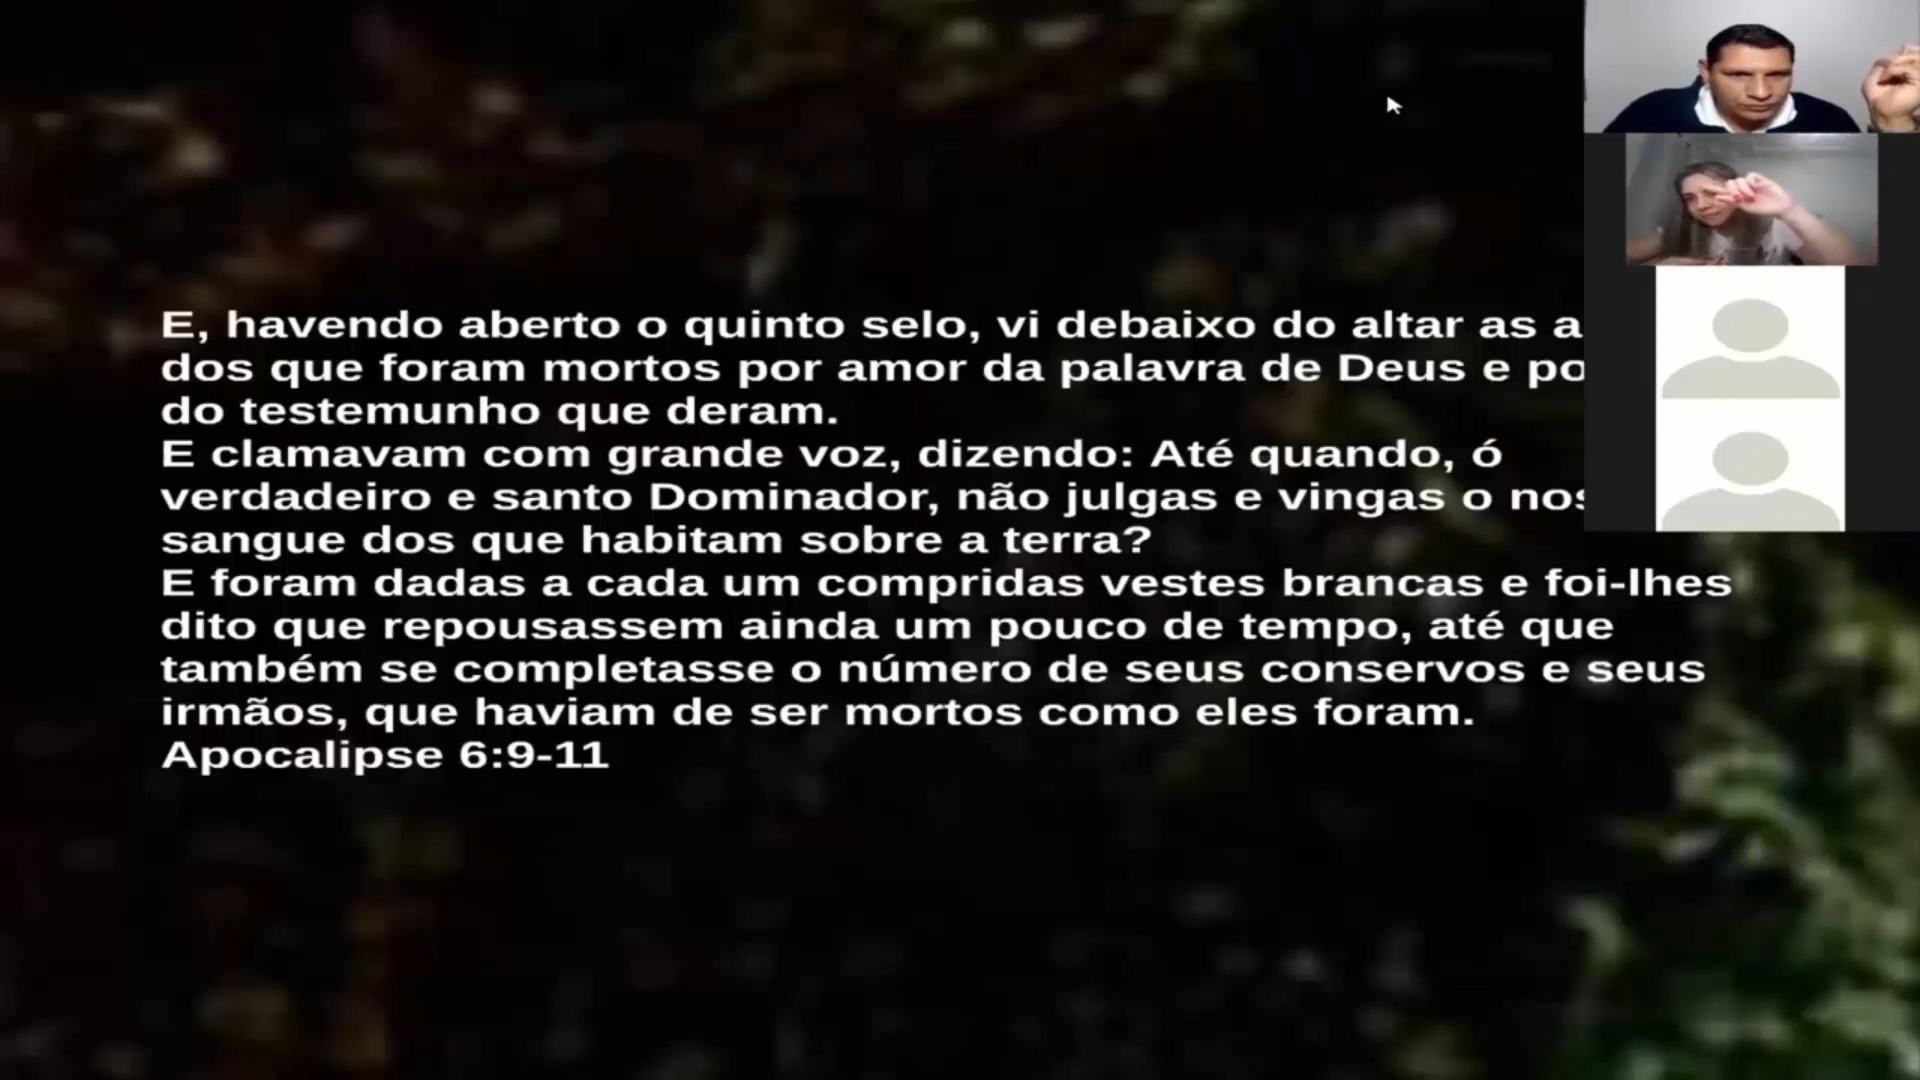 E, havendo aberto o quinto selo, vi debaixo do altar as
dos que foram mortos por amor da palavra de Deus e
do testemunho que deram.
E clamavam com grande voz, dizendo: Até quando, ó
verdadeiro e santo Dominador, não julgas e vingas o
sangue dos que habitam sobre a terra?
E foram dadas a cada um compridas vestes brancas e foi-lhes
dito que repousassem ainda um pouco de tempo, até que
também se completasse o número de seus conservos e seus
irmãos, que haviam de ser mortos como eles foram.
Apocalipse 6:9-11